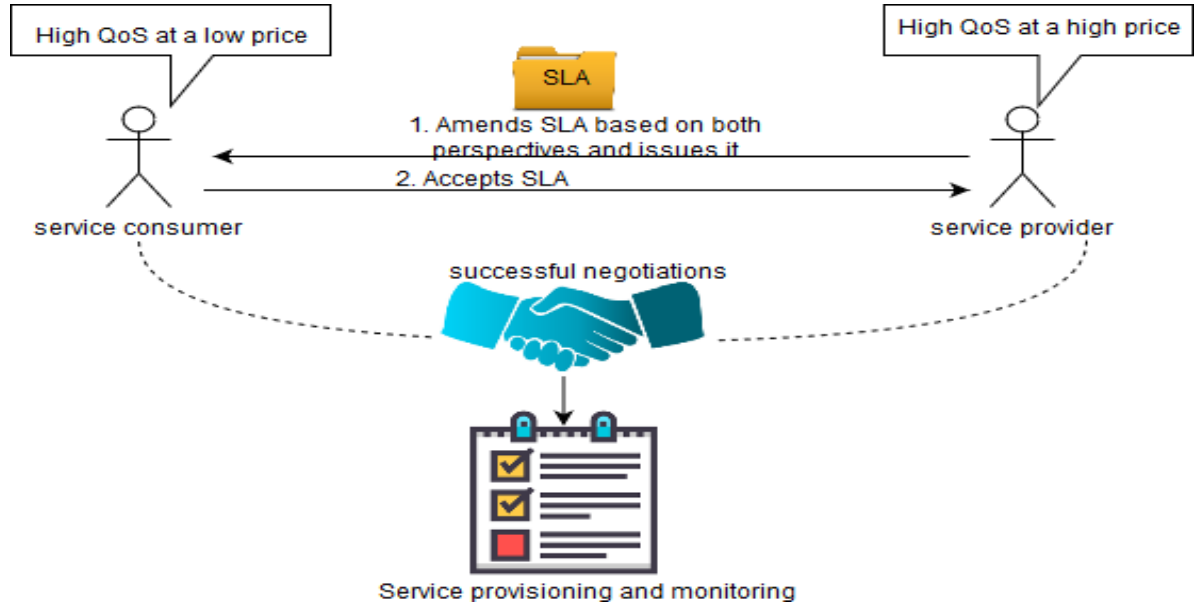 High QoS at a low price
High QoS at a high price
SLA
1. Amends SLA based on both
perspectives and issues it
2. Accepts SLA
service consumer
service provider
successful negotiations
Service provisioning and monitoring